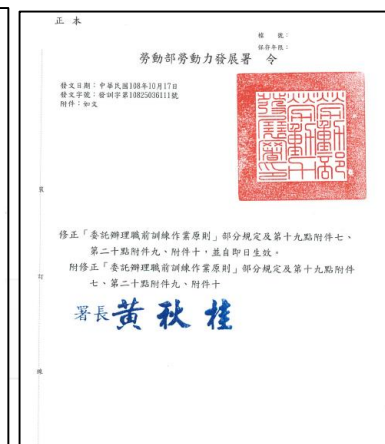 正本
檔 號:
保存年限:
勞動部勞動力發展署 令
發文日期:中華民國108年10月17日
發文字號:發訓字第10825036111號
附件:如文
裝
修正「委託辦理職前訓練作業原則」部分規定及第十九點附件七、
第二十點附件九、附件十,並自即日生效。
附修正「委託辦理職前訓練作業原則」部分規定及第十九點附件
七、第二十點附件九、附件十
訂
署長黃秋桂
線